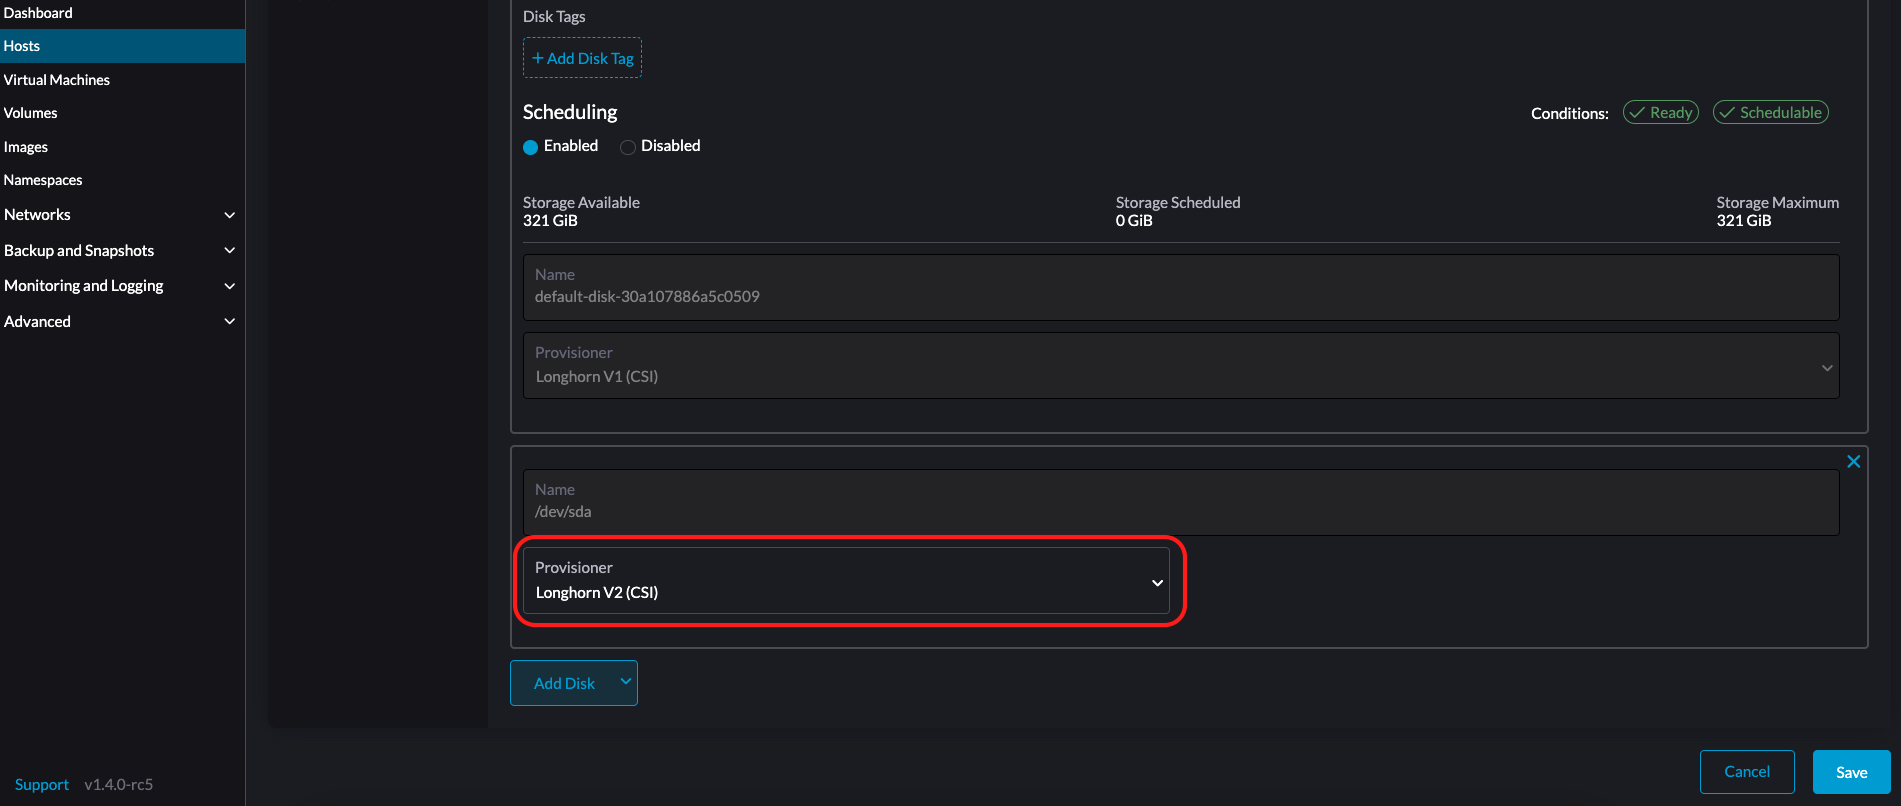 Dashboard
Hosts
Virtual Machines
Volumes
Images
Namespaces
Networks
Backup and Snapshots
Monitoring and Logging
Advanced
Support v1.4.0-rc5
Disk Tags
+ Add Disk Tag
Scheduling
Conditions: Ready Schedulable
Enabled Disabled
Storage Available Storage Scheduled Storage Maximum
321 GiB 0 GiB 321 GiB
Name
default-disk-30a107886a5c0509
Provisioner
Longhorn V1 (CSI)
Name
/dev/sda
Provisioner
Longhorn V2 (CSI)
Add Disk
Cancel Save